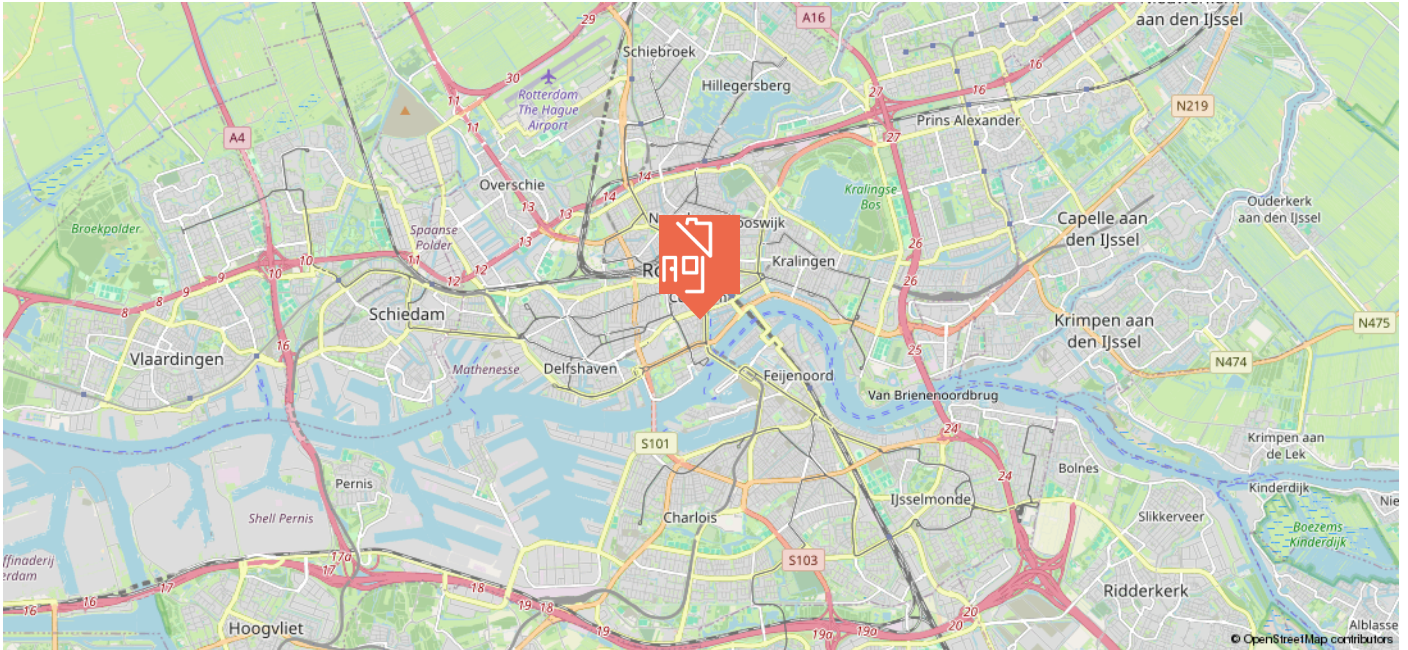 29
A16
aan den IJssel
Schiebroek
30
Hillegersberg
16
27
16
Rotterdam
The Hague
Airport
11
N219
11
Prins Alexander
27
A4
14
Overschie
14
Kralingse
Bos
13
13
Ouderkerk
aan den IJssel
Capelle aan
den IJssel
Broekpolder
Spaanse
Polder
13
26
10
11
10
12
12
Kralingen
9
26
8
9
8
Schiedam
Krimpen aan
den IJssel
N475
16
25
Vlaardingen
N474
Mathenesse
Delfshaven
Feijenoord
Van Brienenoordbrug
24
S101
Krimpen aan
de Lek
Bolnes
24
Pernis
Kinderdijk
IJsselmonde
Shell Pernis
Charlois
Slikkerveer
Boezems
Kinderdijk
17a
17
S103
17
18
Ridderkerk
16
16
19
18
20
Hoogvliet
19
19a
19a
20
© OpenStreetMap contributors